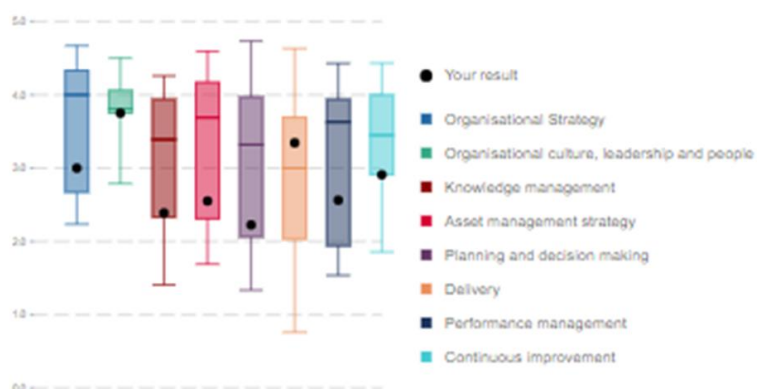 5.0
4.0
3.0
2.0
1.0
0.0
Your result
Organisational Strategy
Organisational culture, leadership and people
Knowledge management
Asset management strategy
Planning and decision making
Delivery
Performance management
Continuous improvement